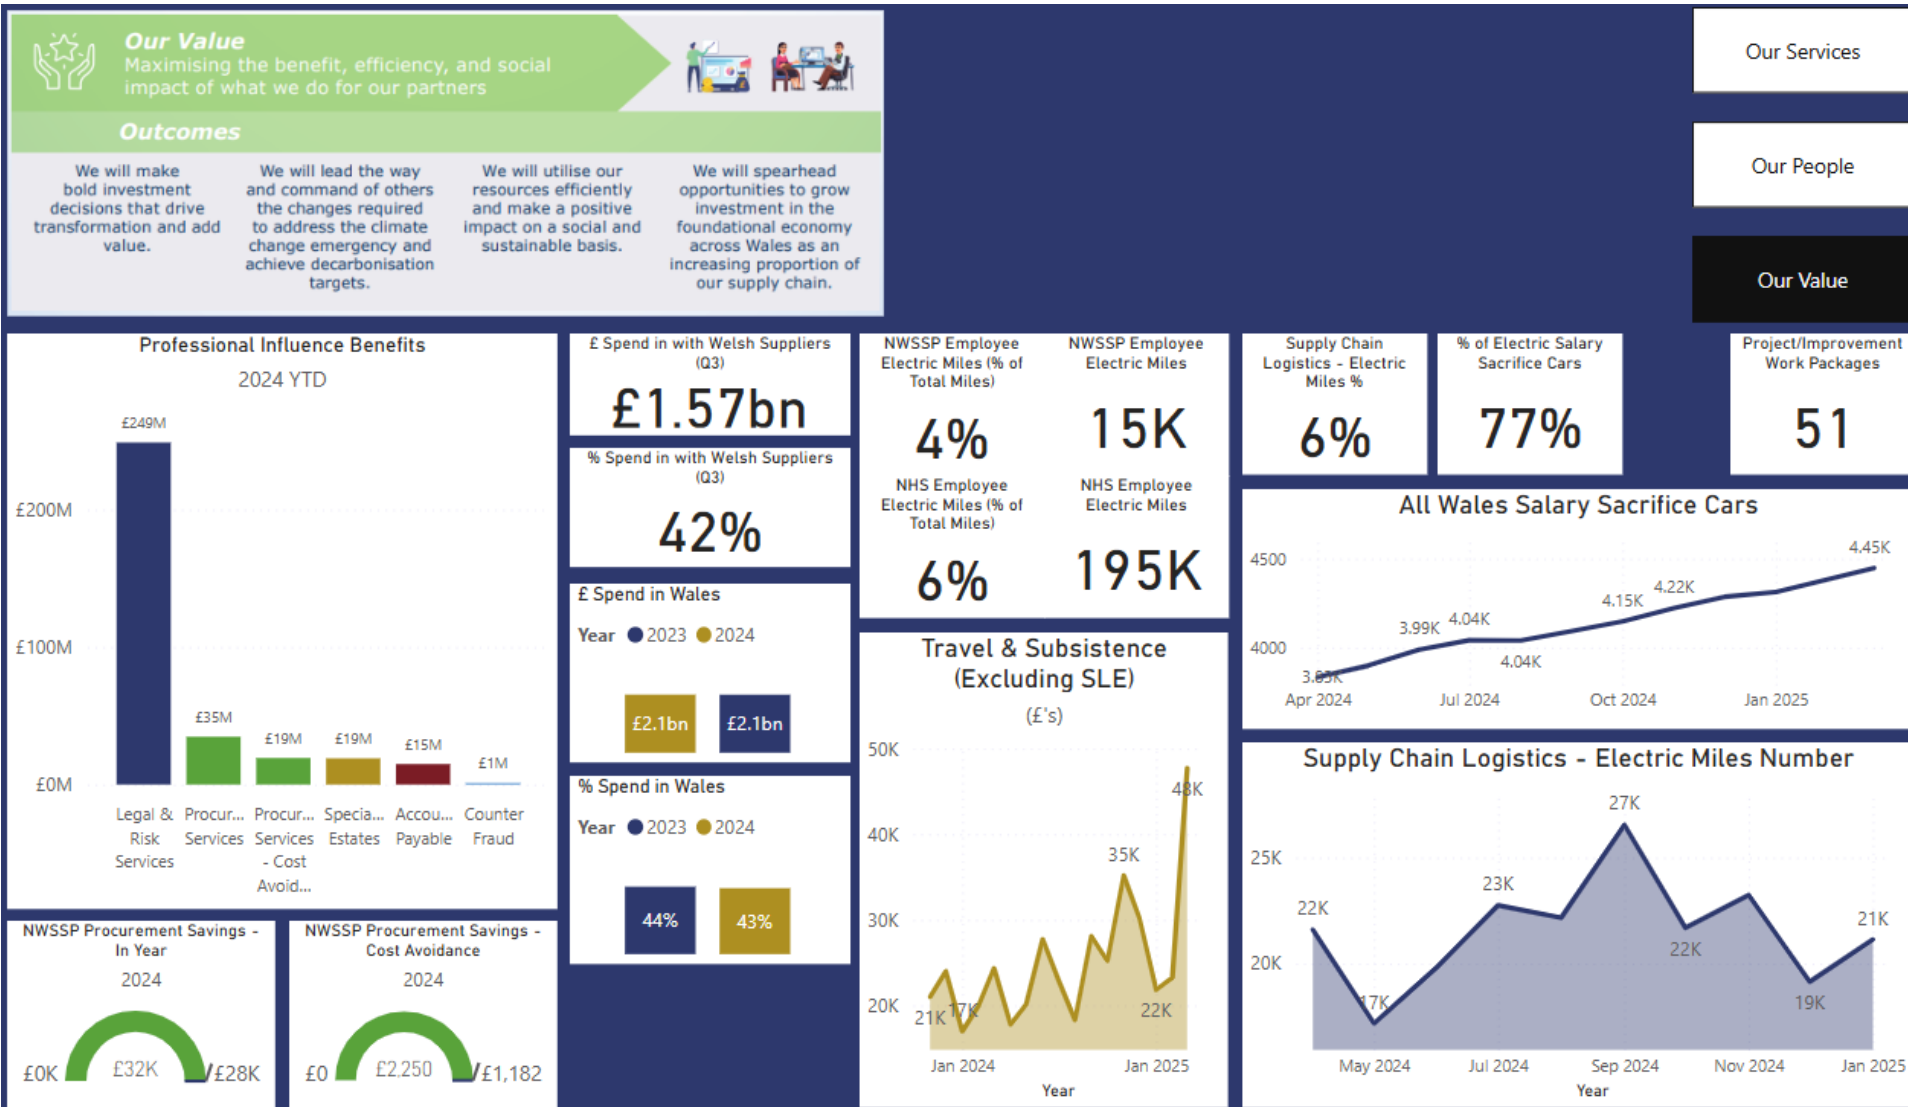 Our Value
Maximising the benefit, efficiency, and social
impact of what we do for our partners
Outcomes
We will make
bold investment
decisions that drive
transformation and add
value.
We will lead the way
and command of others
the changes required
to address the climate
change emergency and
achieve decarbonisation
targets.
We will utilise our
resources efficiently
and make a positive
impact on a social and
sustainable basis.
We will spearhead
opportunities to grow
investment in the
foundational economy
across Wales as an
increasing proportion of
our supply chain.
Our Services
Our People
Our Value
Professional Influence Benefits
2024 YTD
£249M
£200M
£100M
£0M
£35M
£19M
£19M
£15M
£1M
Legal &
Risk
Services
Procur...
Services
Procur...
Services
- Cost
Avoid...
Specia...
Estates
Accou...
Payable
Counter
Fraud
NWSSP Procurement Savings -
In Year
2024
£0K
£32K
/£28K
NWSSP Procurement Savings -
Cost Avoidance
2024
£0
£2,250
/£1,182
£ Spend in with Welsh Suppliers
(Q3)
£1.57bn
% Spend in with Welsh Suppliers
(Q3)
42%
£ Spend in Wales
Year 2023 2024
£2.1bn
£2.1bn
% Spend in Wales
Year 2023 2024
44%
43%
NWSSP Employee
Electric Miles (% of
Total Miles)
4%
NWSSP Employee
Electric Miles
15K
NHS Employee
Electric Miles (% of
Total Miles)
6%
NHS Employee
Electric Miles
195K
Travel & Subsistence
(Excluding SLE)
(£'s)
50K
40K
30K
20K
21K
17K
35K
22K
48K
Jan 2024
Jan 2025
Year
Supply Chain
Logistics - Electric
Miles %
6%
% of Electric Salary
Sacrifice Cars
77%
Project/Improvement
Work Packages
51
All Wales Salary Sacrifice Cars
4500
4000
3.99K
4.04K
4.04K
4.15K
4.22K
4.45K
Apr 2024
Jul 2024
Oct 2024
Jan 2025
Supply Chain Logistics - Electric Miles Number
25K
20K
22K
17K
23K
27K
22K
19K
21K
May 2024
Jul 2024
Sep 2024
Nov 2024
Jan 2025
Year